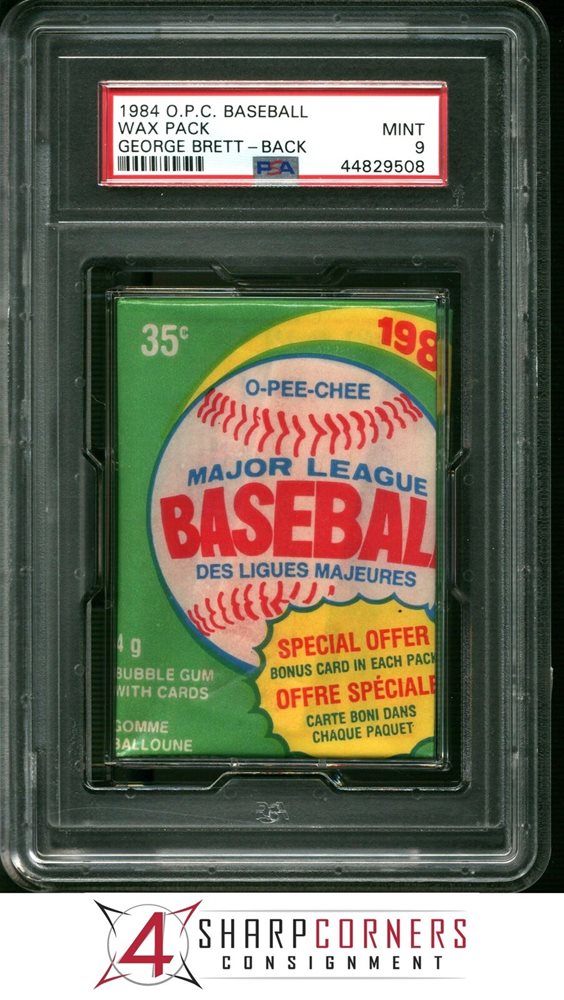 1984 O.P.C. BASEBALL
WAX PACK MINT
GEORGE BRETT - BACK 9
PSA 44829508
35¢
198
O-PEE-CHEE
MAJOR LEAGUE
BASEBAL
DES LIGUES MAJEURES
SPECIAL OFFER
BONUS CARD IN EACH PACK
OFFRE SPÉCIALE
CARTE BONI DANS
CHAQUE PAQUET
4 g
BUBBLE GUM
WITH CARDS
GOMME
BALLOUNE
PSA
4 SHARPCORNERS
CONSIGNMENT